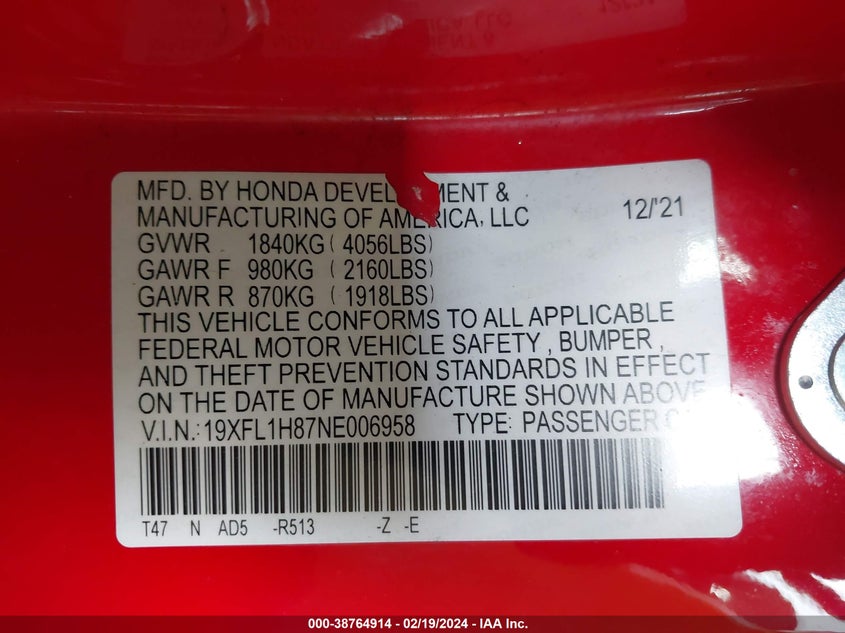 MFD. BY HONDA DEVELOPMENT &
MANUFACTURING OF AMERICA, LLC 12/'21
GVWR 1840KG ( 4056LBS)
GAWR F 980KG ( 2160LBS)
GAWR R 870KG ( 1918LBS)
THIS VEHICLE CONFORMS TO ALL APPLICABLE
FEDERAL MOTOR VEHICLE SAFETY , BUMPER ,
AND THEFT PREVENTION STANDARDS IN EFFECT
ON THE DATE OF MANUFACTURE SHOWN ABOVE
V.I.N.: 19XFL1H87NE006958 TYPE: PASSENGER
T47 N AD5 -R513 -Z -E
000-38764914 - 02/19/2024 - IAA Inc.